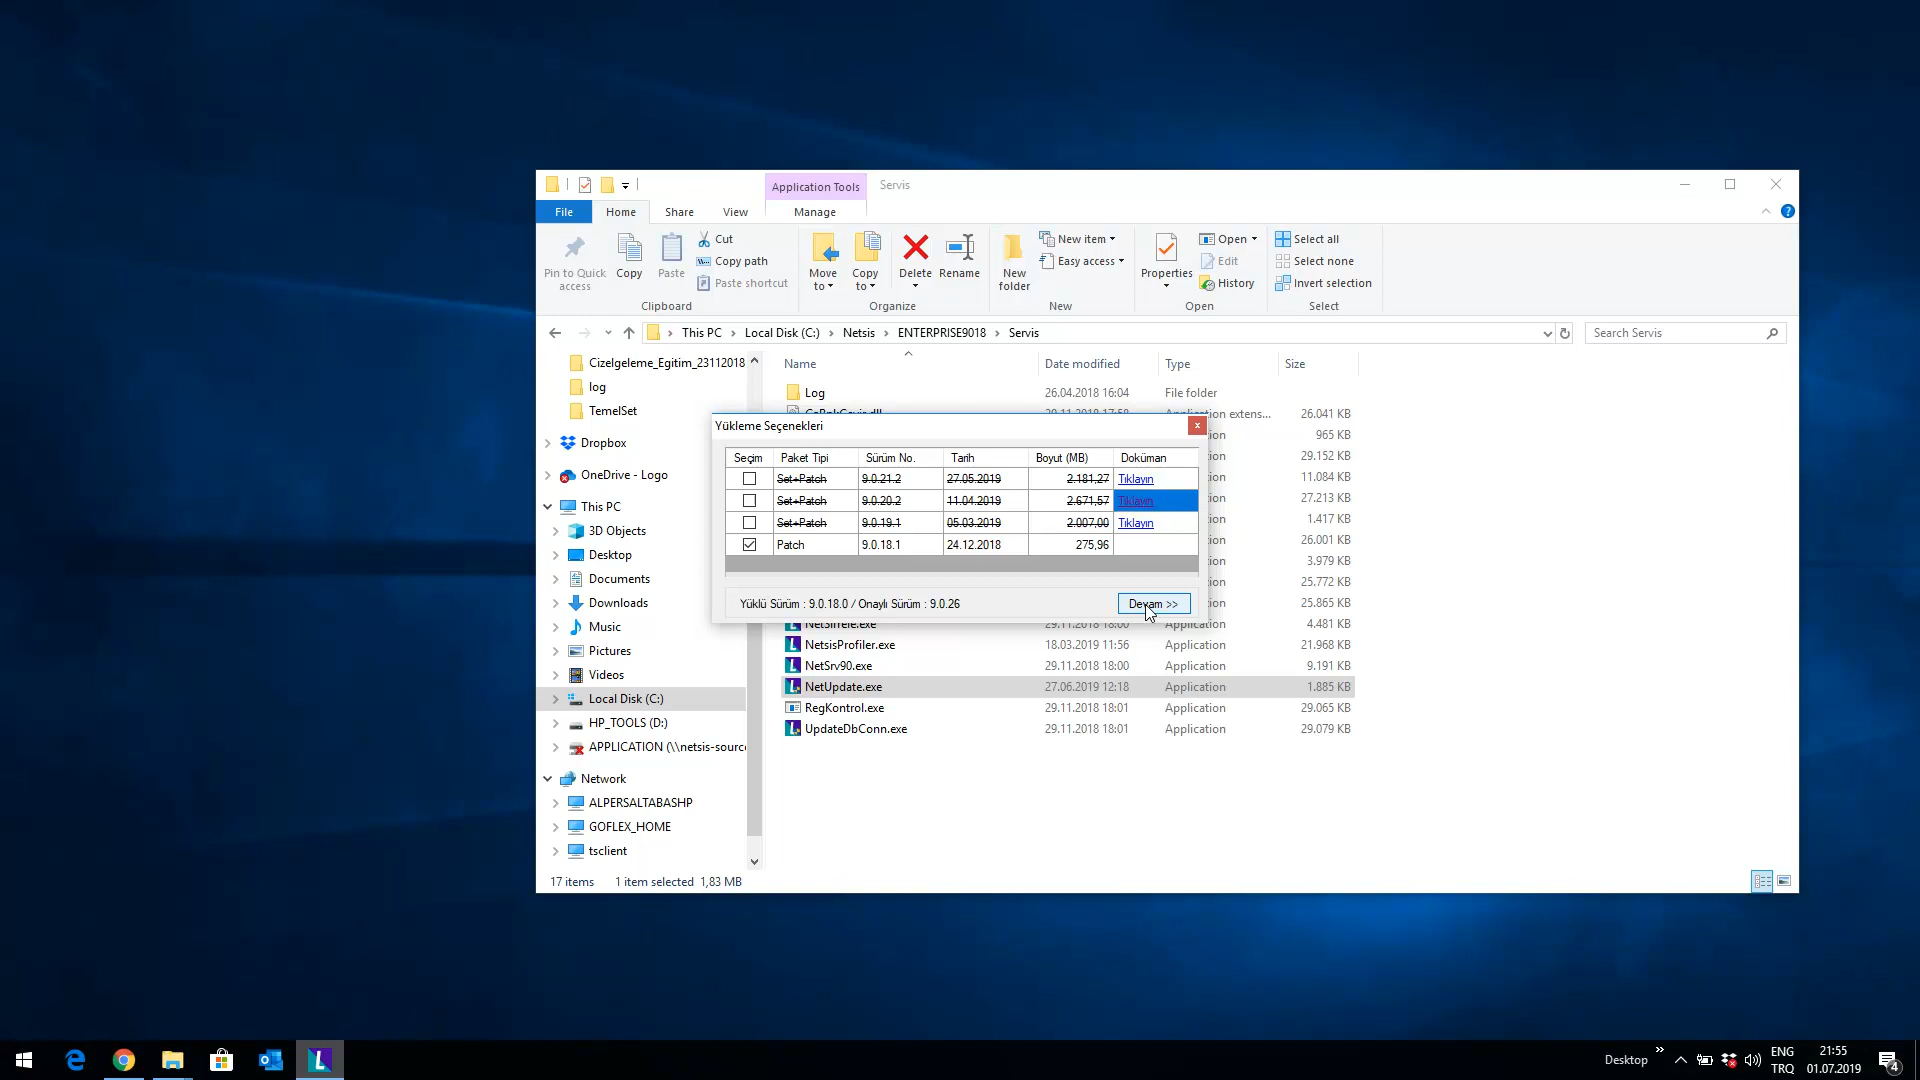 Application Tools
Servis
File
Home
Share
View
Manage
Pin to Quick access
Copy
Paste
Cut
Copy path
Paste shortcut
Clipboard
Move to
Copy to
Delete
Rename
Organize
New folder
New item
Easy access
New
Properties
Open
Edit
History
Open
Select all
Select none
Invert selection
Select
This PC
Local Disk (C:)
Netsis
ENTERPRISE9018
Servis
Search Servis
Cizelgeleme_Egitim_23112018
log
TemelSet
Dropbox
OneDrive - Logo
This PC
3D Objects
Desktop
Documents
Downloads
Music
Pictures
Videos
Local Disk (C:)
HP_TOOLS (D:)
APPLICATION (\\netsis-sourc
Network
ALPERSALTABASHP
GOFLEX_HOME
tsclient
Name Date modified Type Size
Log 26.04.2018 16:04 File folder
26.041 KB
965 KB
29.152 KB
11.084 KB
27.213 KB
1.417 KB
26.001 KB
3.979 KB
25.772 KB
25.865 KB
29.11.2018 18:00 Application 4.481 KB
NetsisProfiler.exe 18.03.2019 11:56 Application 21.968 KB
NetSrv90.exe 29.11.2018 18:00 Application 9.191 KB
NetUpdate.exe 27.06.2019 12:18 Application 1.885 KB
RegKontrol.exe 29.11.2018 18:01 Application 29.065 KB
UpdateDbConn.exe 29.11.2018 18:01 Application 29.079 KB
Yükleme Seçenekleri
Seçim Paket Tipi Sürüm No. Tarih Boyut (MB) Doküman
Set+Patch 9.0.21.2 27.05.2019 2.181,27 Tıklayın
Set+Patch 9.0.20.2 11.04.2019 2.671,57 Tıklayın
Set+Patch 9.0.19.1 05.03.2019 2.007,00 Tıklayın
Patch 9.0.18.1 24.12.2018 275,96
Yüklü Sürüm : 9.0.18.0 / Onaylı Sürüm : 9.0.26
Devam >>
17 items 1 item selected 1,83 MB
Desktop
ENG
TRQ
21:55
01.07.2019
4